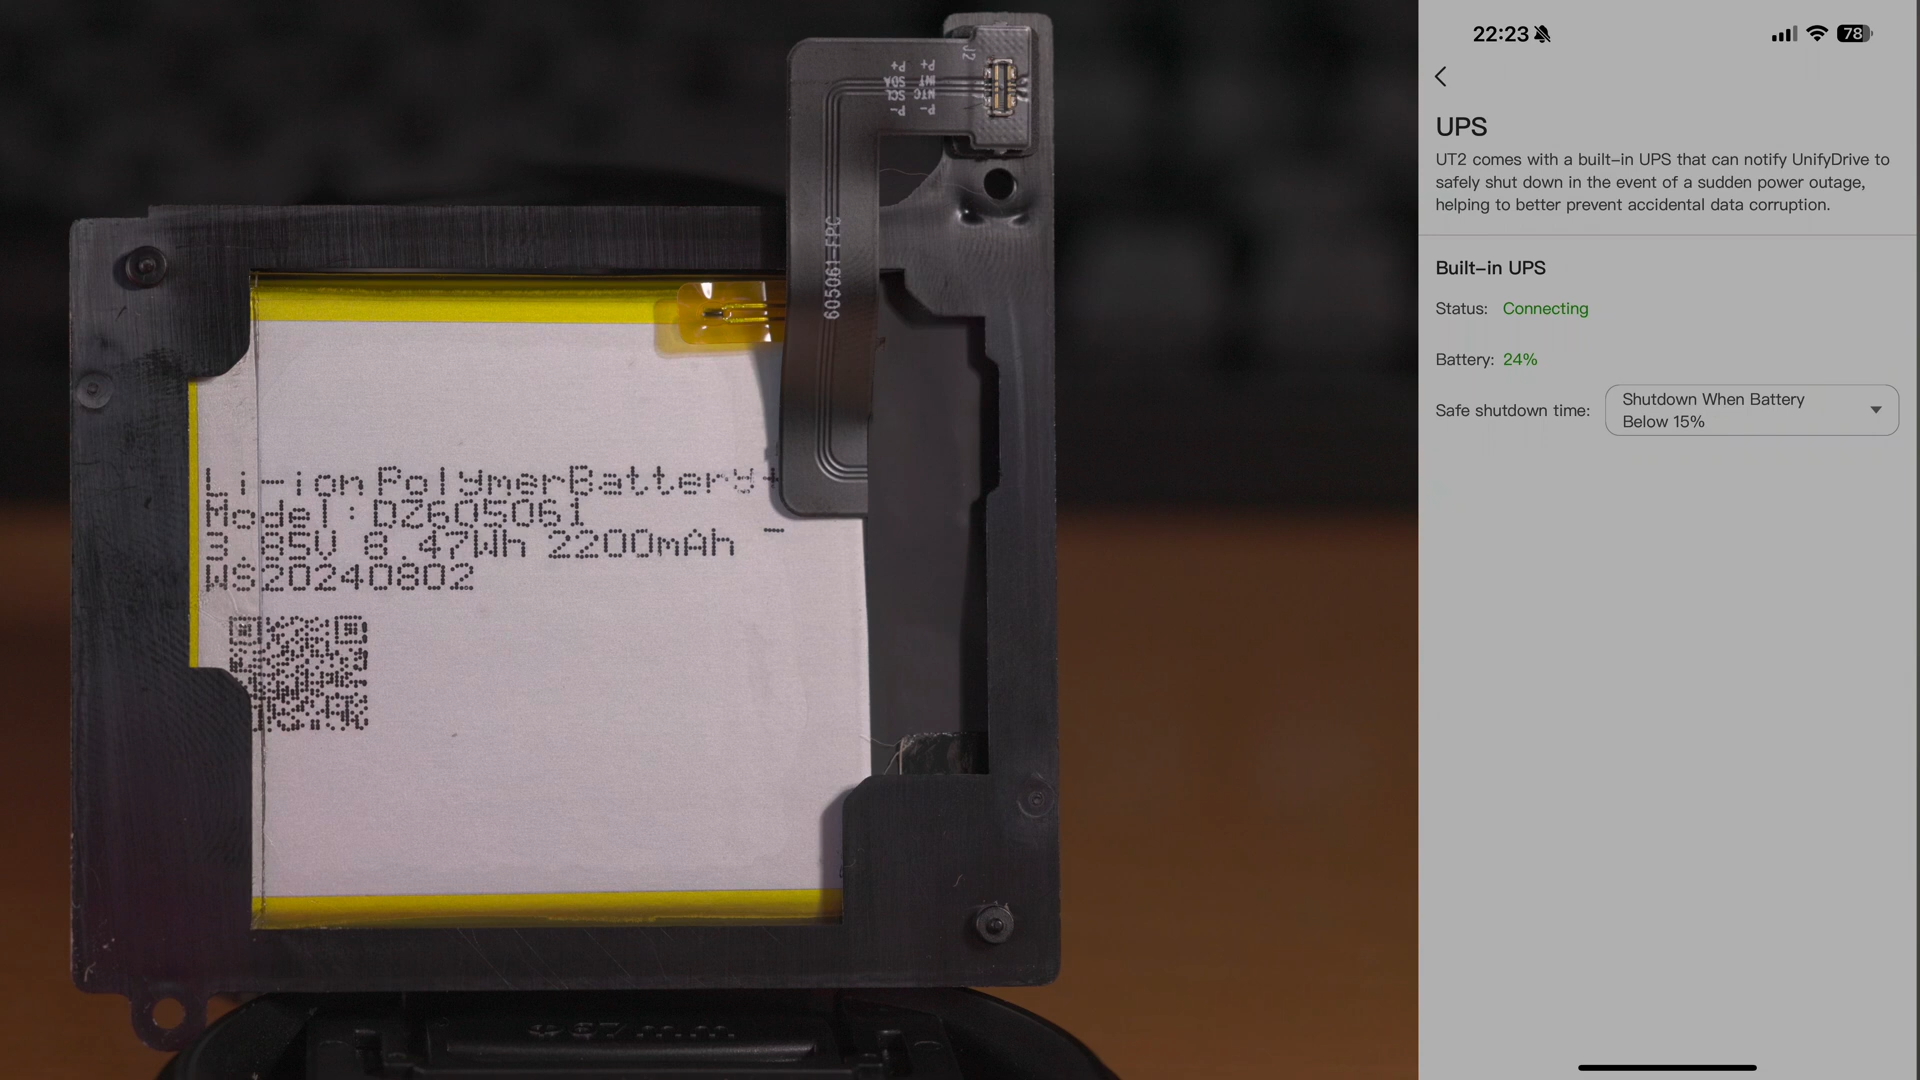 J2
P+ P+
SDA INT
SCL NTC
P- P-
605061-FPC
Li-ion PolymerBattery +
Model:DZ605061
3.85V 8.47Wh 2200mAh -
WS20240802
Φ67mm
22:23
78
UPS
UT2 comes with a built-in UPS that can notify UnifyDrive to
safely shut down in the event of a sudden power outage,
helping to better prevent accidental data corruption.
Built-in UPS
Status: Connecting
Battery: 24%
Safe shutdown time: Shutdown When Battery
Below 15%